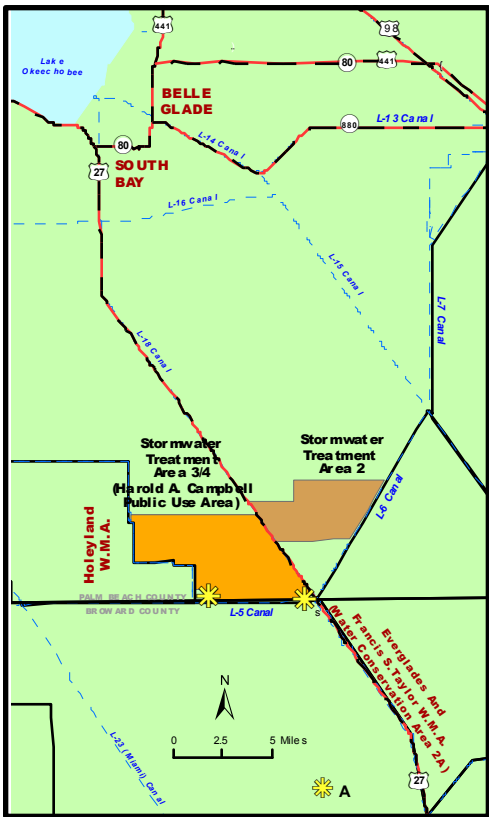 441
98
Lake
Okeechobee
80
441
BELLE
GLADE
880
L-13 Canal
L-14 Canal
80
SOUTH
BAY
27
L-16 Canal
L-15 Canal
L-7 Canal
L-18 Canal
Stormwater
Treatment
Area 3/4
(Harold A. Campbell
Public Use Area)
Stormwater
Treatment
Area 2
L-6 Canal
Holeyland
W.M.A.
PALM BEACH COUNTY
BROWARD COUNTY
L-5 Canal
S
Everglades And
Francis S. Taylor W.M.A.
(Water Conservation Area 2A)
N
L-23 (Miami) Canal
0 2.5 5 Miles
27
A